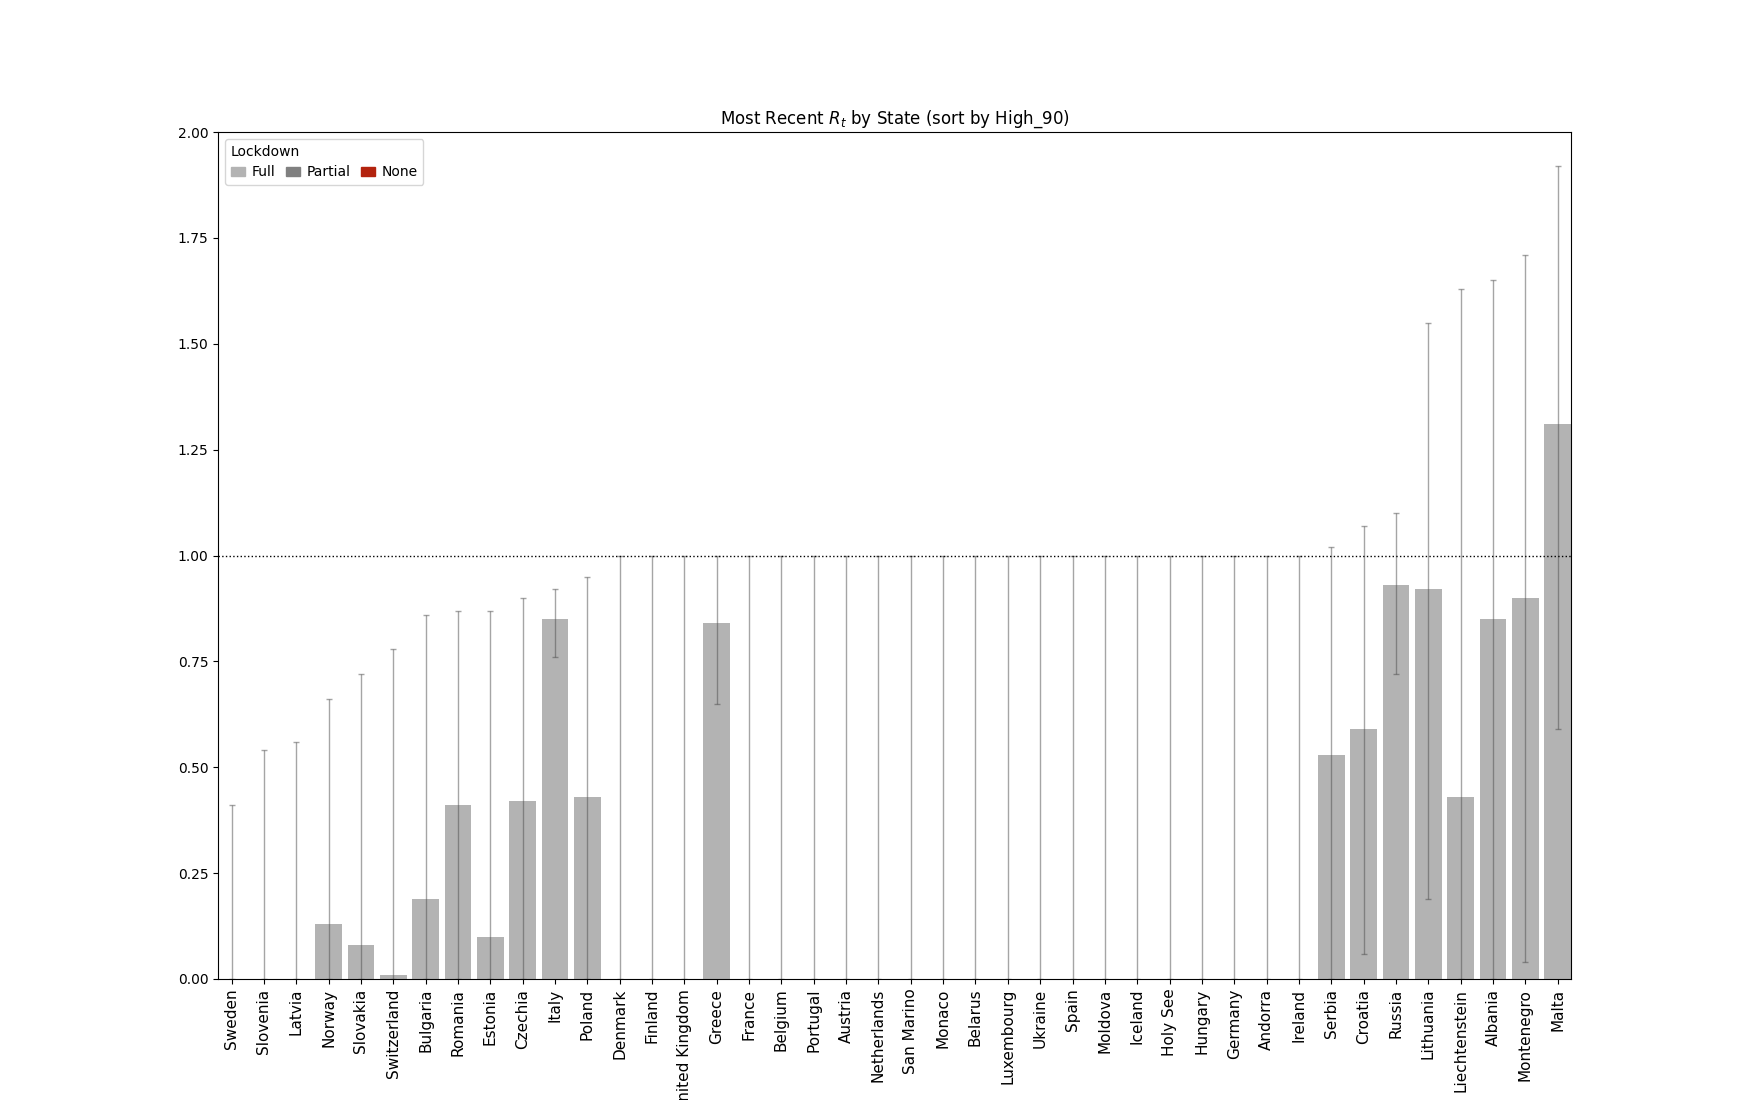 Most Recent R_t by State (sort by High_90)
Lockdown
Full Partial None
2.00
1.75
1.50
1.25
1.00
0.75
0.50
0.25
0.00
Sweden
Slovenia
Latvia
Norway
Slovakia
Switzerland
Bulgaria
Romania
Estonia
Czechia
Italy
Poland
Denmark
Finland
nited Kingdom
Greece
France
Belgium
Portugal
Austria
Netherlands
San Marino
Monaco
Belarus
Luxembourg
Ukraine
Spain
Moldova
Iceland
Holy See
Hungary
Germany
Andorra
Ireland
Serbia
Croatia
Russia
Lithuania
Liechtenstein
Albania
Montenegro
Malta